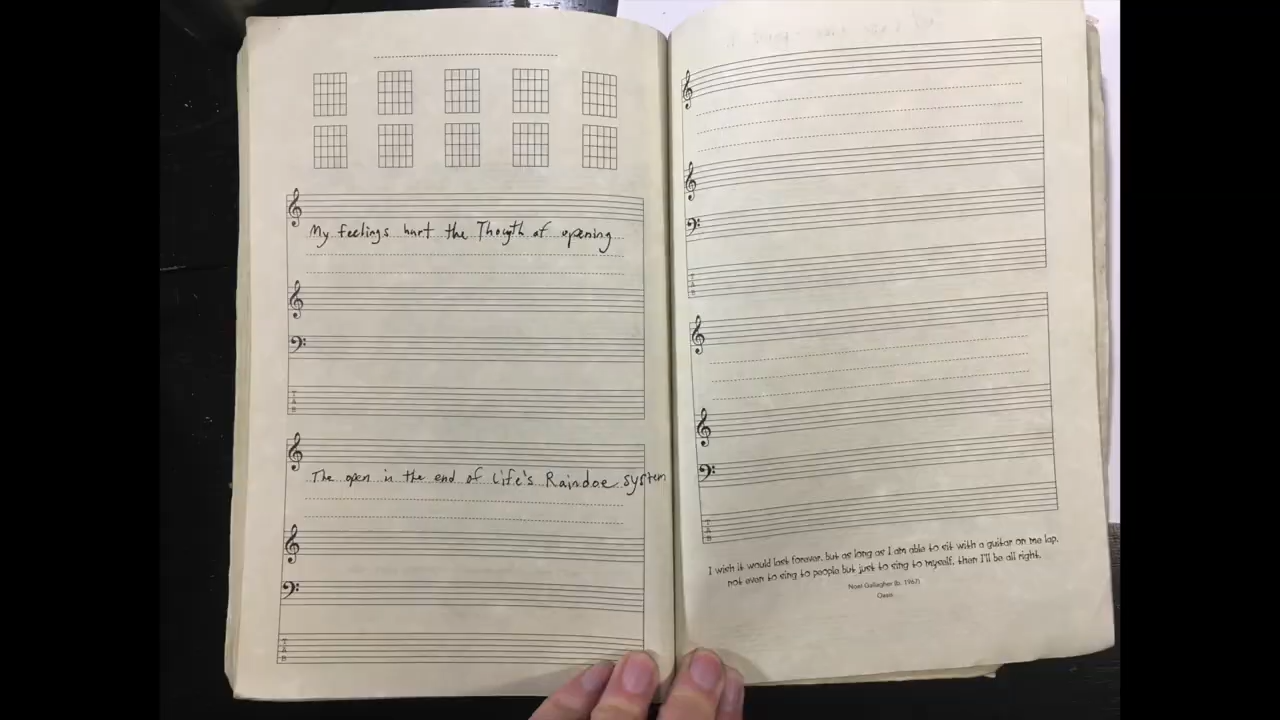 My feelings hurt the Thougth of opening
T
A
B
The open in the end of Life's Raindoe system
T
A
B
T
A
B
T
A
B
I wish it would last forever, but as long as I am able to sit with a guitar on me lap,
not even to sing to people but just to sing to myself, then I'll be all right.
Noel Gallagher (b. 1967)
Oasis